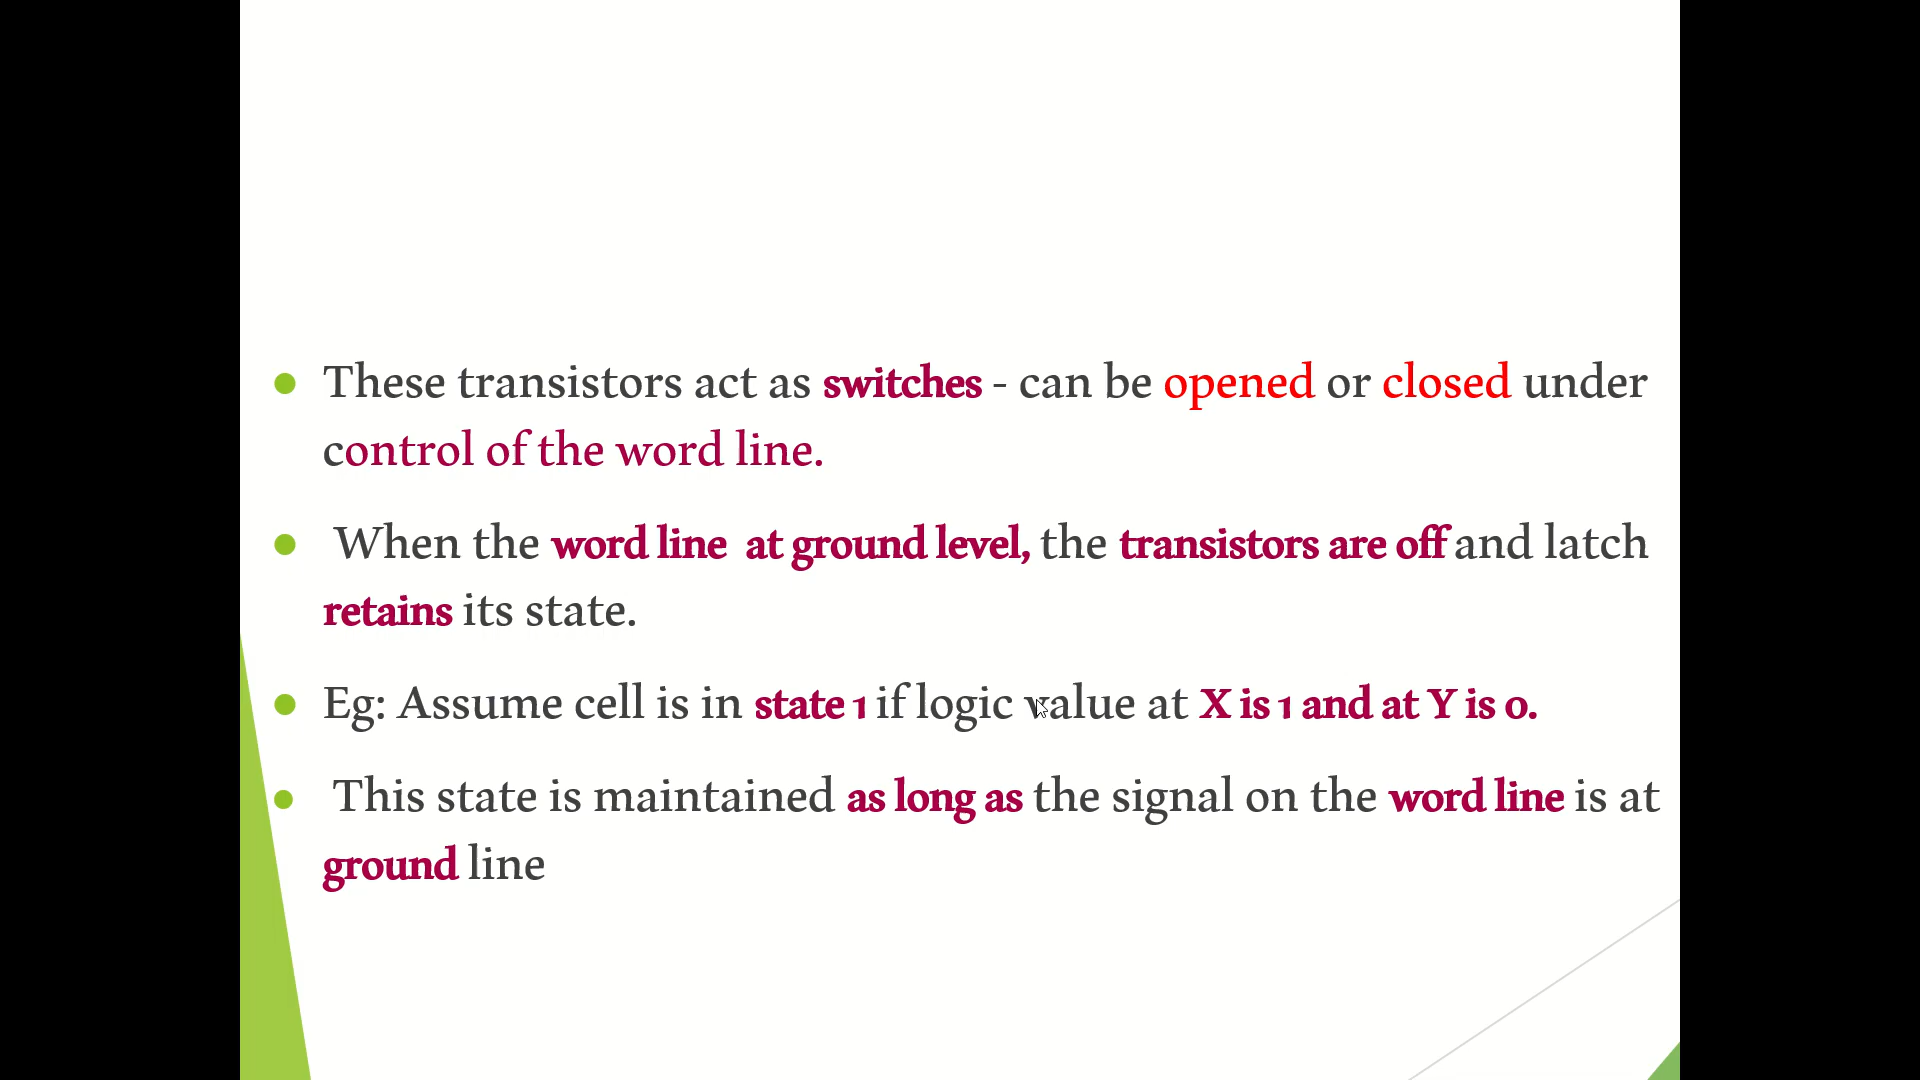 These transistors act as switches - can be opened or closed under
control of the word line.
When the word line at ground level, the transistors are off and latch
retains its state.
Eg: Assume cell is in state 1 if logic value at X is 1 and at Y is 0.
This state is maintained as long as the signal on the word line is at
ground line